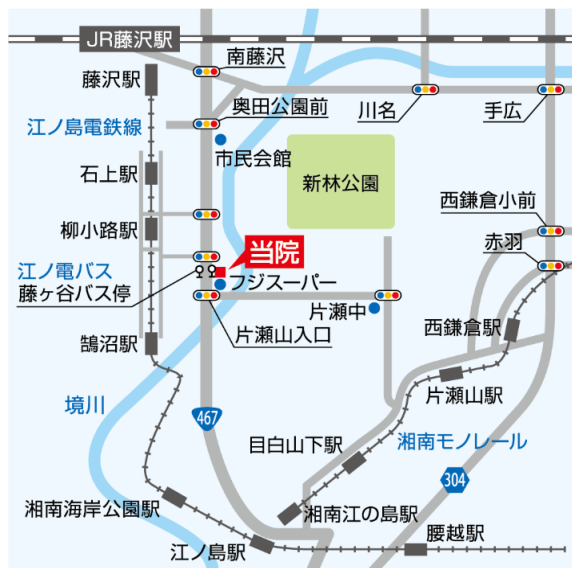 JR藤沢駅
南藤沢
藤沢駅
奥田公園前
川名
手広
江ノ島電鉄線
市民会館
石上駅
新林公園
西鎌倉小前
柳小路駅
赤羽
当院
江ノ電バス
藤ヶ谷バス停
フジスーパー
片瀬中
片瀬山入口
西鎌倉駅
鵠沼駅
片瀬山駅
境川
467
目白山下駅
湘南モノレール
304
湘南海岸公園駅
湘南江の島駅
江ノ島駅
腰越駅